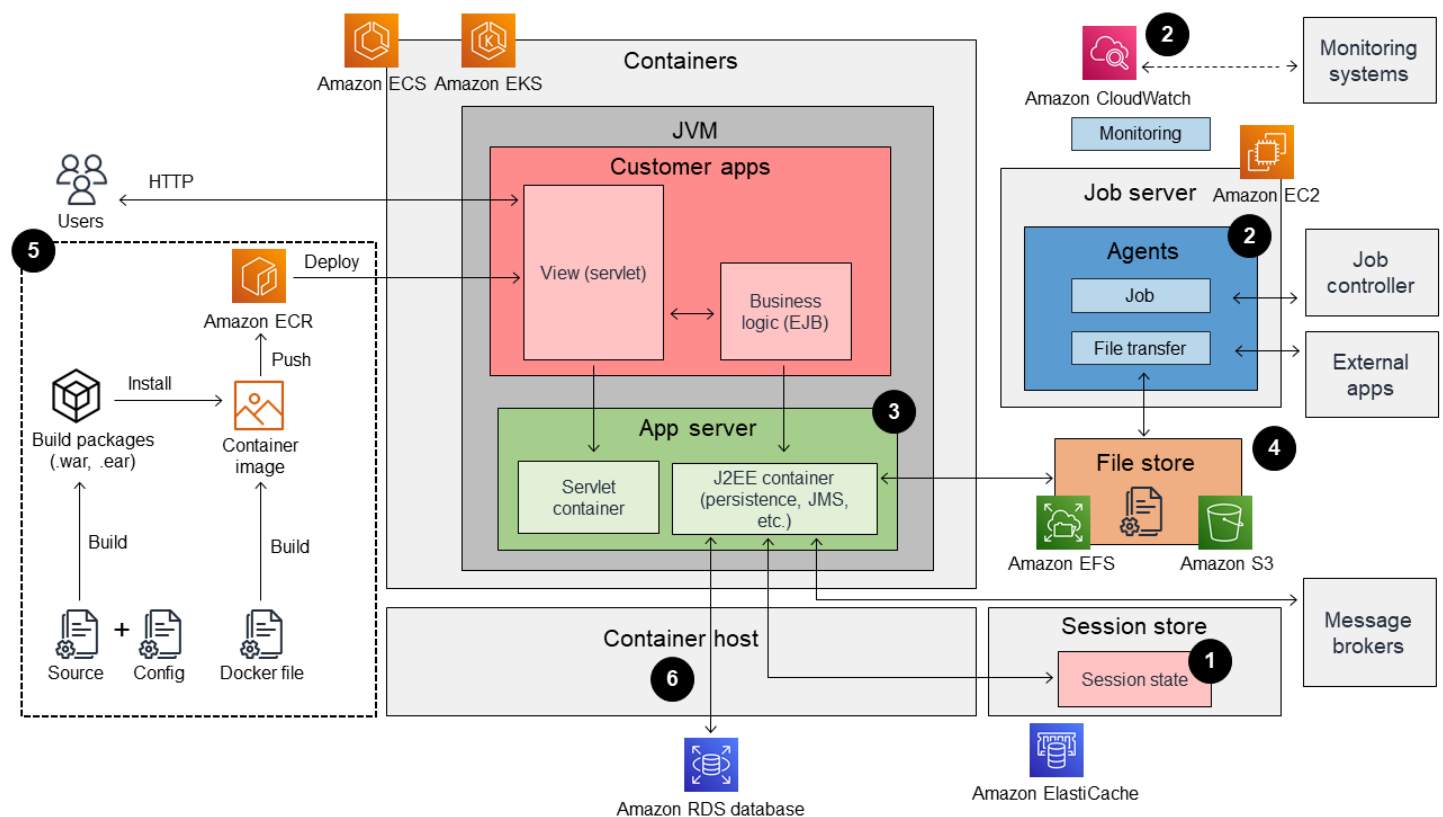 Amazon ECS
Amazon EKS
Containers
JVM
Customer apps
View (servlet)
Business
logic (EJB)
App server
3
Servlet
container
J2EE container
(persistence, JMS,
etc.)
Users
HTTP
5
Deploy
Amazon ECR
Push
Install
Build packages
(.war, .ear)
Container
image
Build
Build
Source
+
Config
Docker file
Container host
6
Amazon RDS database
2
Amazon CloudWatch
Monitoring
Monitoring
systems
Job server
Amazon EC2
2
Agents
Job
File transfer
Job
controller
External
apps
File store
4
Amazon EFS
Amazon S3
Message
brokers
Session store
1
Session state
Amazon ElastiCache